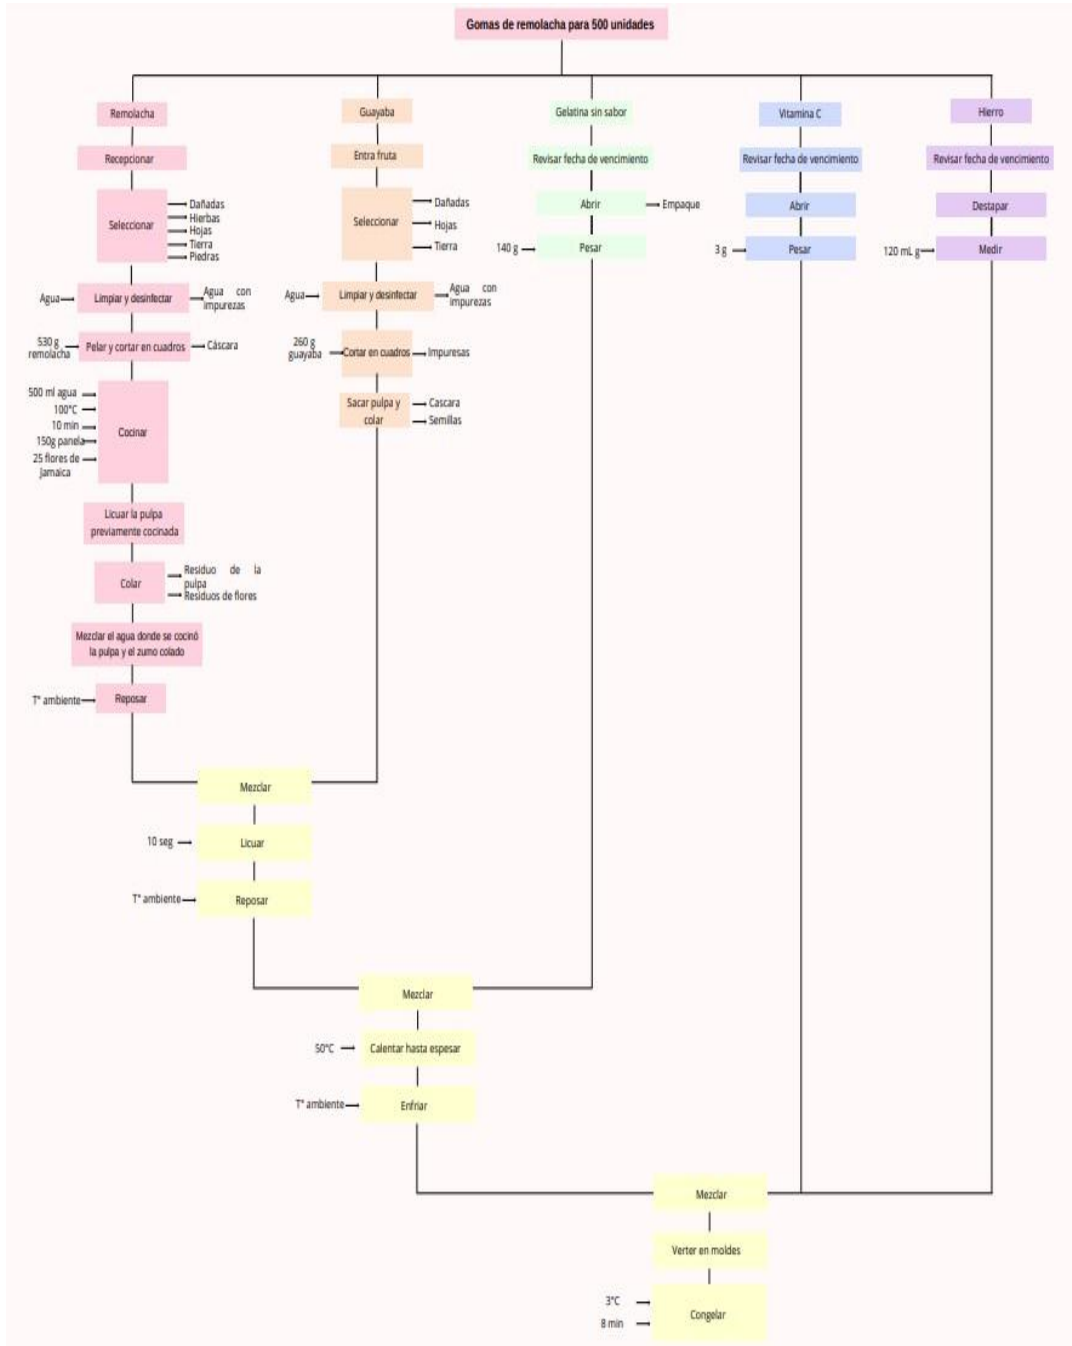 Gomas de remolacha para 500 unidades
Remolacha
Recepcionar
Seleccionar
Dañadas
Hierbas
Hojas
Tierra
Piedras
Agua
Limpiar y desinfectar
Agua con
impurezas
530 g
remolacha
Pelar y cortar en cuadros
Cáscara
500 ml agua
100°C
10 min
150g panela
25 flores de
Jamaica
Cocinar
Licuar la pulpa
previamente cocinada
Colar
Residuo de la
pulpa
Residuos de flores
Mezclar el agua donde se cocinó
la pulpa y el zumo colado
T° ambiente
Reposar
Guayaba
Entra fruta
Seleccionar
Dañadas
Hojas
Tierra
Agua
Limpiar y desinfectar
Agua con
impurezas
260 g
guayaba
Cortar en cuadros
Impuresas
Sacar pulpa y
colar
Cascara
Semillas
Gelatina sin sabor
Revisar fecha de vencimiento
Abrir
Empaque
140 g
Pesar
Vitamina C
Revisar fecha de vencimiento
Abrir
3 g
Pesar
Hierro
Revisar fecha de vencimiento
Destapar
120 mL g
Medir
Mezclar
10 seg
Licuar
T° ambiente
Reposar
Mezclar
50°C
Calentar hasta espesar
T° ambiente
Enfriar
Mezclar
Verter en moldes
3°C
8 min
Congelar